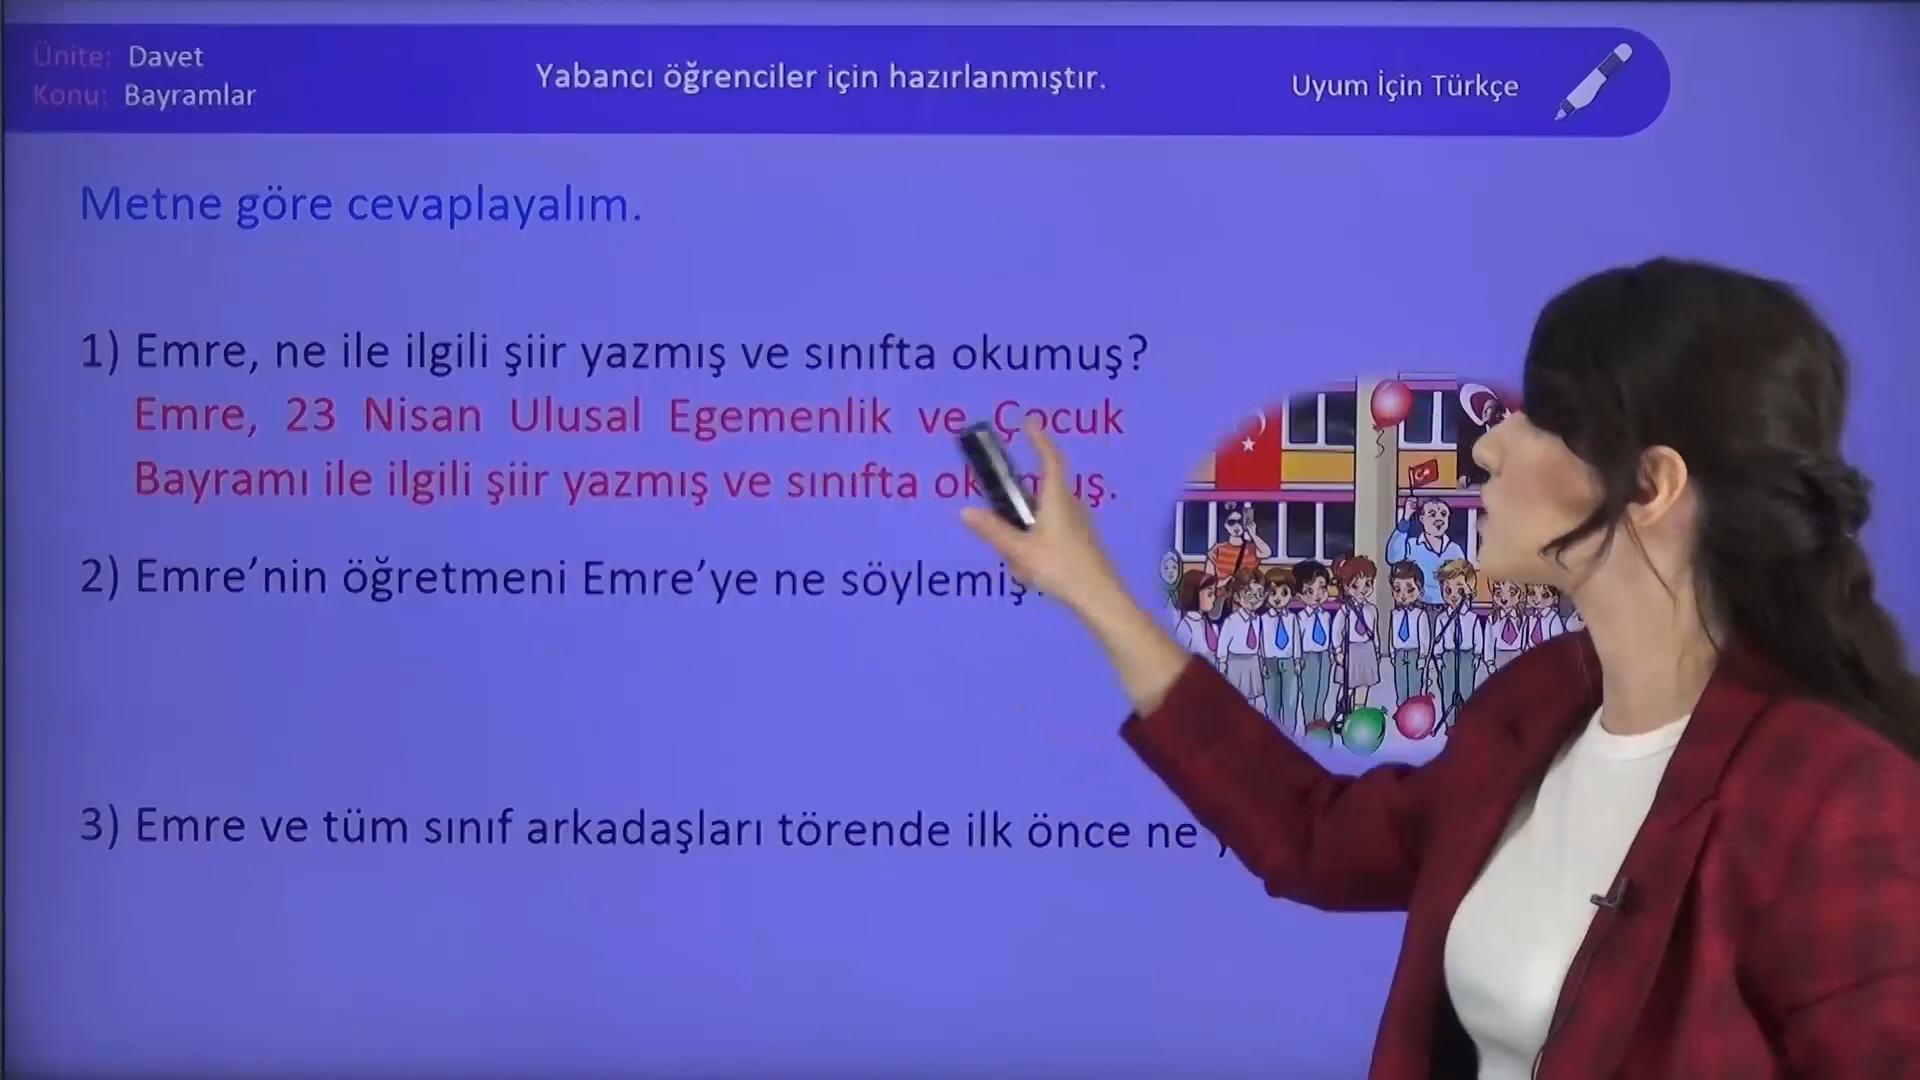 Ünite: Davet
Konu: Bayramlar
Yabancı öğrenciler için hazırlanmıştır.
Uyum İçin Türkçe
Metne göre cevaplayalım.
1) Emre, ne ile ilgili şiir yazmış ve sınıfta okumuş?
Emre, 23 Nisan Ulusal Egemenlik ve Çocuk
Bayramı ile ilgili şiir yazmış ve sınıfta okumuş.
2) Emre’nin öğretmeni Emre’ye ne söylemiş
3) Emre ve tüm sınıf arkadaşları törende ilk önce ne